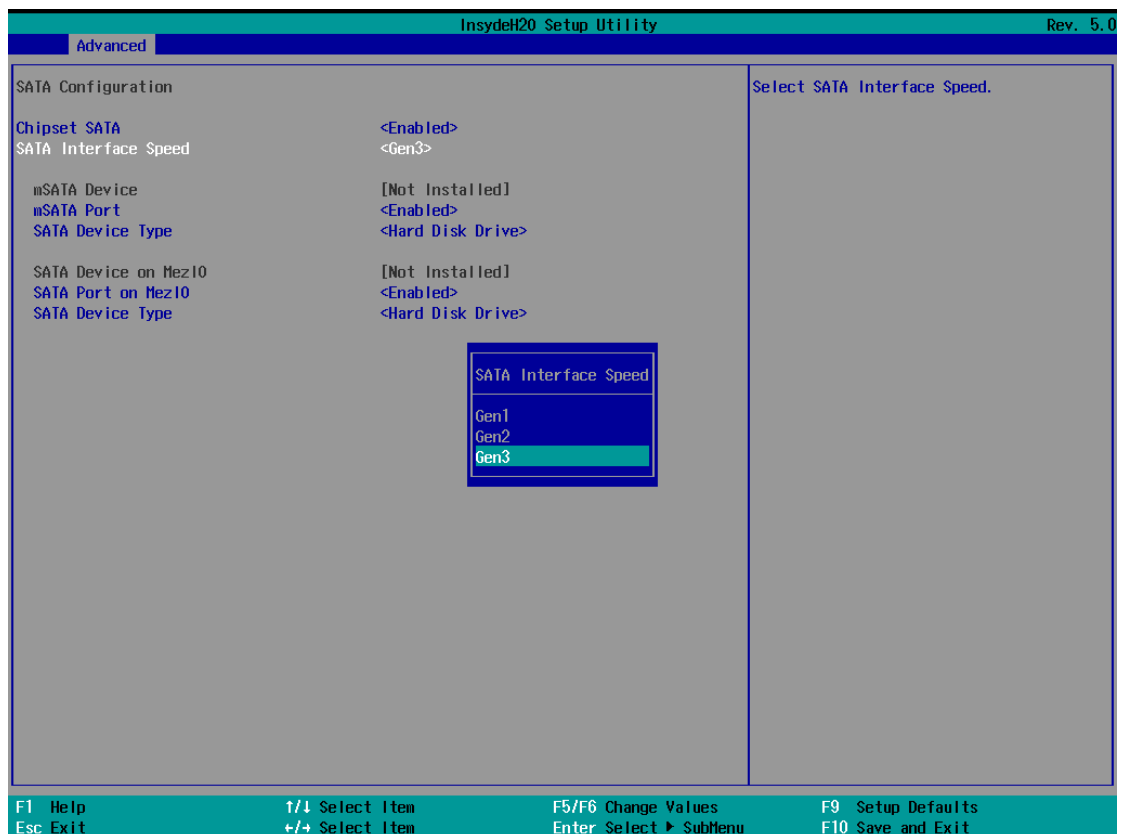 InsydeH20 Setup Utility Rev. 5.0
Advanced
SATA Configuration
Select SATA Interface Speed.
Chipset SATA <Enabled>
SATA Interface Speed <Gen3>
mSATA Device [Not Installed]
mSATA Port <Enabled>
SATA Device Type <Hard Disk Drive>
SATA Device on MezIO [Not Installed]
SATA Port on MezIO <Enabled>
SATA Device Type <Hard Disk Drive>
SATA Interface Speed
Gen1
Gen2
Gen3
F1 Help ↑/↓ Select Item F5/F6 Change Values F9 Setup Defaults
Esc Exit ←/→ Select Item Enter Select ▶ SubMenu F10 Save and Exit